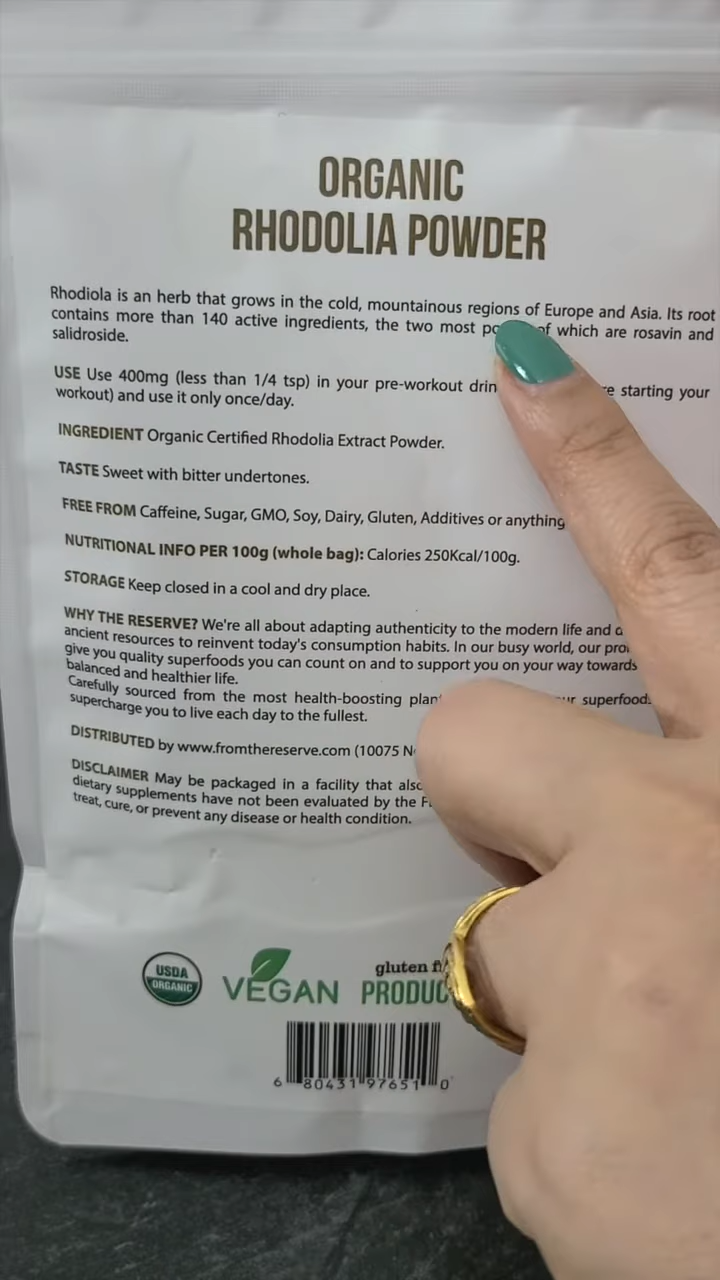 ORGANIC
RHODOLIA POWDER
Rhodiola is an herb that grows in the cold, mountainous regions of Europe and Asia. Its root
contains more than 140 active ingredients, the two most of which are rosavin and
salidroside.
USE Use 400mg (less than 1/4 tsp) in your pre-workout starting your
workout) and use it only once/day.
INGREDIENT Organic Certified Rhodolia Extract Powder.
TASTE Sweet with bitter undertones.
FREE FROM Caffeine, Sugar, GMO, Soy, Dairy, Gluten, Additives or anything
NUTRITIONAL INFO PER 100g (whole bag): Calories 250Kcal/100g.
STORAGE Keep closed in a cool and dry place.
WHY THE RESERVE? We're all about adapting authenticity to the modern life and
ancient resources to reinvent today's consumption habits. In our busy world, our
give you quality superfoods you can count on and to support you on your way towards
balanced and healthier life.
Carefully sourced from the most health-boosting superfoods
supercharge you to live each day to the fullest.
DISTRIBUTED by www.fromthereserve.com (10075
DISCLAIMER May be packaged in a facility that
dietary supplements have not been evaluated by the
treat, cure, or prevent any disease or health condition.
USDA
ORGANIC
VEGAN
gluten
6 80431 97651 0